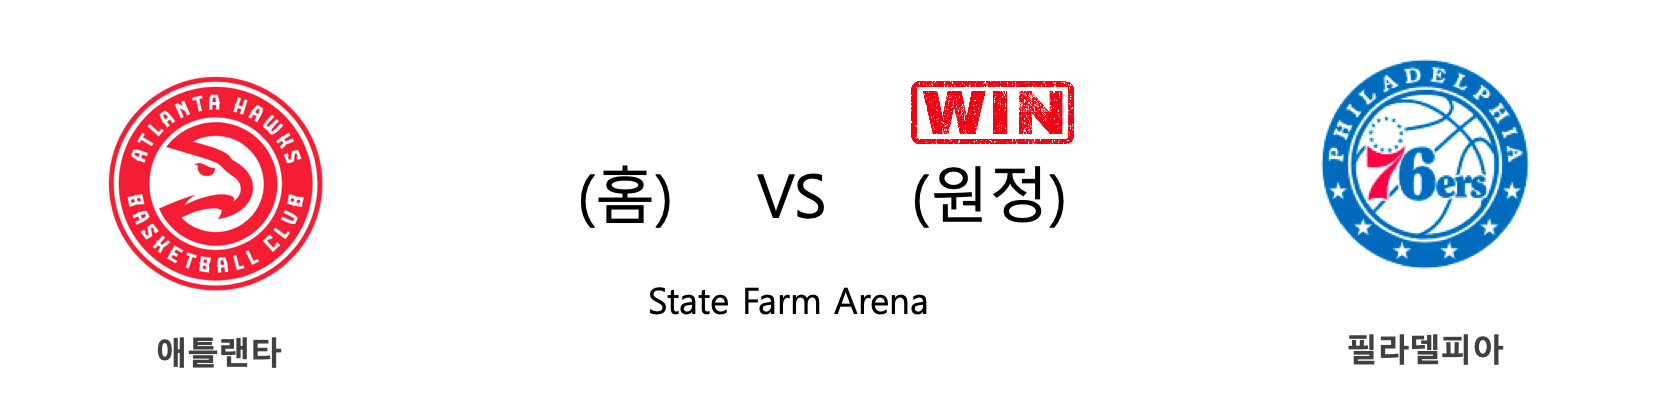 ATLANTA HAWKS
BASKETBALL CLUB
애틀랜타
WIN
(홈) VS (원정)
State Farm Arena
PHILADELPHIA
76ers
필라델피아